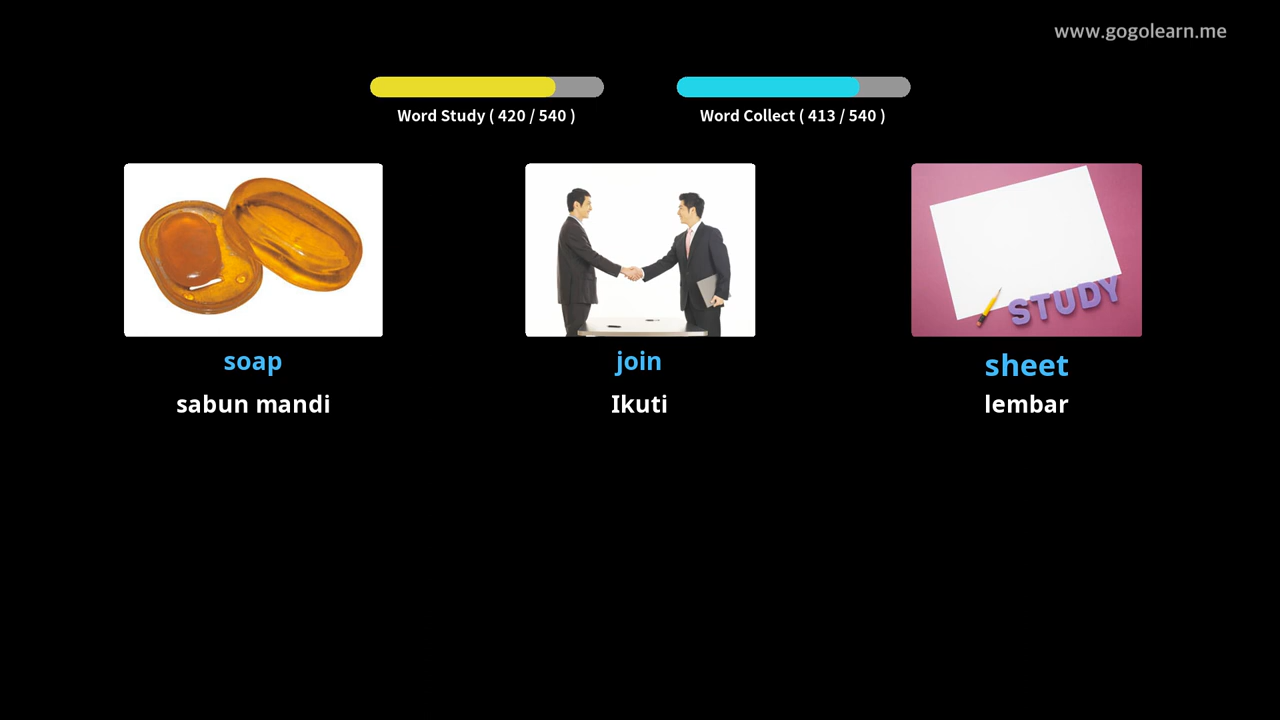 www.gogolearn.me
Word Study ( 420 / 540 )
Word Collect ( 413 / 540 )
STUDY
soap
join
sheet
sabun mandi
Ikuti
lembar